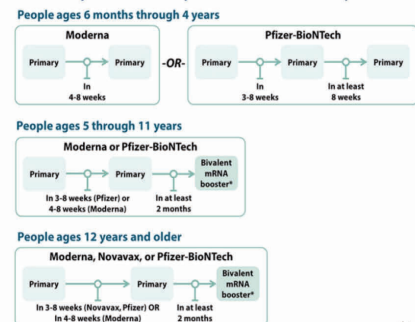 People ages 6 months through 4 years
Moderna
Primary
Primary
In
4-8 weeks
-OR-
Pfizer-BioNTech
Primary
Primary
Primary
In
3-8 weeks
In at least
8 weeks
People ages 5 through 11 years
Moderna or Pfizer-BioNTech
Primary
Primary
Bivalent
mRNA
booster*
In 3-8 weeks (Pfizer) or
4-8 weeks (Moderna)
In at least
2 months
People ages 12 years and older
Moderna, Novavax, or Pfizer-BioNTech
Primary
Primary
Bivalent
mRNA
booster*
In 3-8 weeks (Novavax, Pfizer) OR
In 4-8 weeks (Moderna)
In at least
2 months